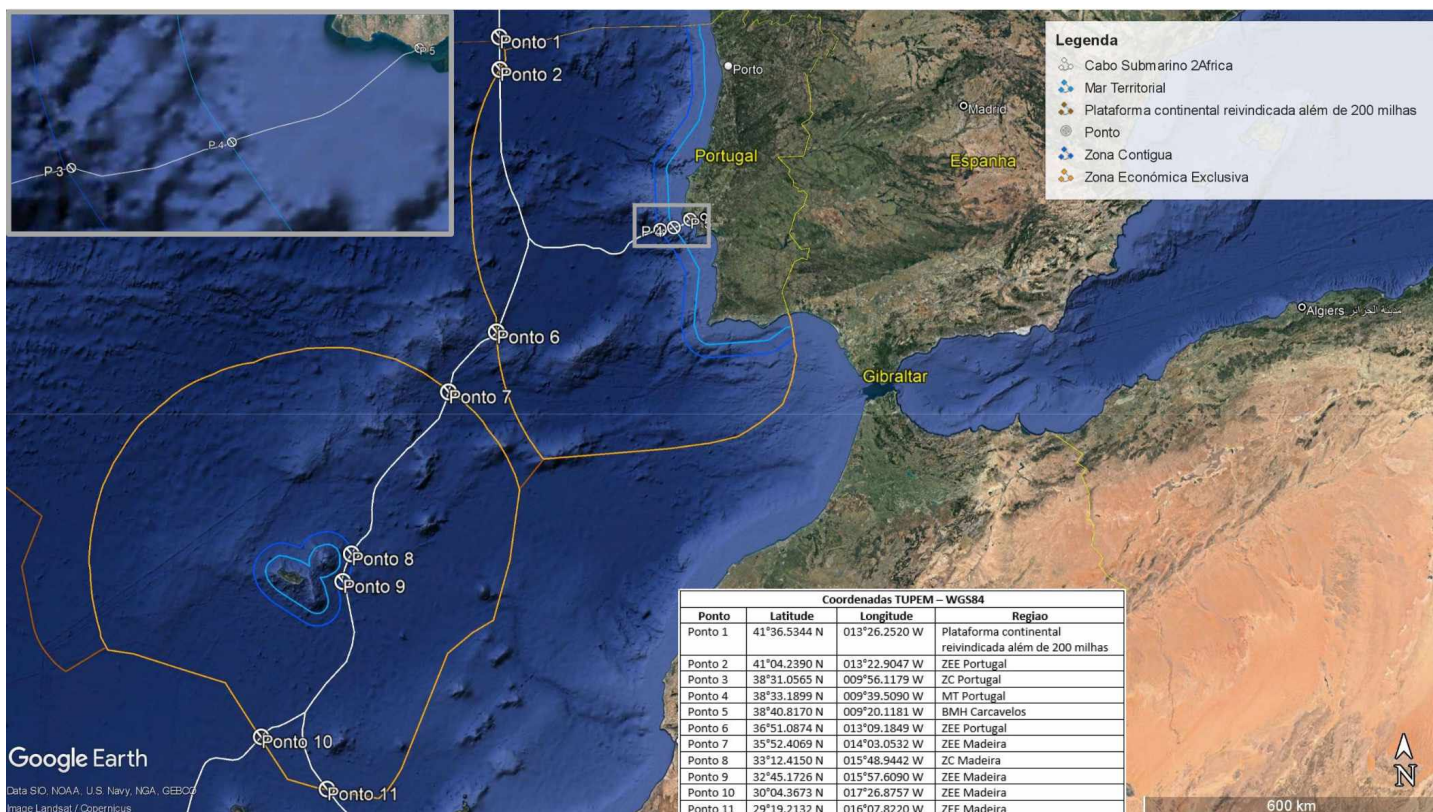 P 5
P 4
P 3
Ponto 1
Ponto 2
Porto
Madrid
Portugal
Espanha
P 4
Ponto 6
Ponto 7
Gibraltar
Algiers مدينة الجزائر
Ponto 8
Ponto 9
Ponto 10
Ponto 11
Legenda
Cabo Submarino 2Africa
Mar Territorial
Plataforma continental reivindicada além de 200 milhas
Ponto
Zona Contigua
Zona Económica Exclusiva
Coordenadas TUPEM – WGS84
Ponto Latitude Longitude Regiao
Ponto 1 41°36.5344 N 013°26.2520 W Plataforma continental
reivindicada além de 200 milhas
Ponto 2 41°04.2390 N 013°22.9047 W ZEE Portugal
Ponto 3 38°31.0565 N 009°56.1179 W ZC Portugal
Ponto 4 38°33.1899 N 009°39.5090 W MT Portugal
Ponto 5 38°40.8170 N 009°20.1181 W BMH Carcavelos
Ponto 6 36°51.0874 N 013°09.1849 W ZEE Portugal
Ponto 7 35°52.4069 N 014°03.0532 W ZEE Madeira
Ponto 8 33°12.4150 N 015°48.9442 W ZC Madeira
Ponto 9 32°45.1726 N 015°57.6090 W ZEE Madeira
Ponto 10 30°04.3673 N 017°26.8757 W ZEE Madeira
Ponto 11 29°19.2132 N 016°07.8220 W ZEE Madeira
Google Earth
Data SIO, NOAA, U.S. Navy, NGA, GEBCO
Image Landsat / Copernicus
N
600 km